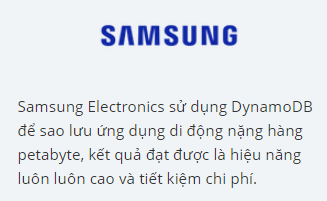 SAMSUNG
Samsung Electronics sử dụng DynamoDB
để sao lưu ứng dụng di động nặng hàng
petabyte, kết quả đạt được là hiệu năng
luôn luôn cao và tiết kiệm chi phí.